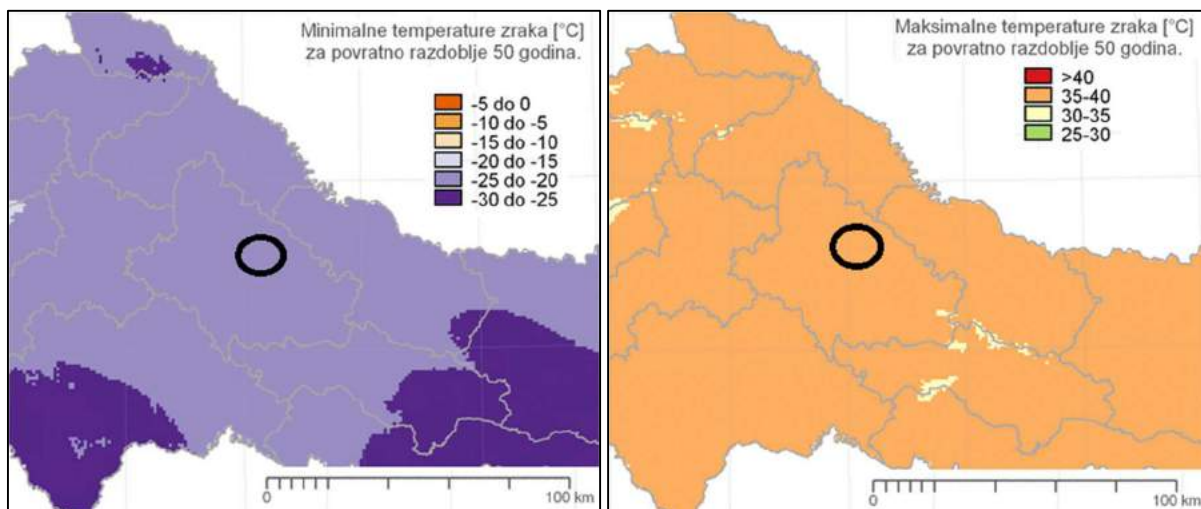 Minimalne temperature zraka [°C]
za povratno razdoblje 50 godina.
-5 do 0
-10 do -5
-15 do -10
-20 do -15
-25 do -20
-30 do -25
0 100 km
Maksimalne temperature zraka [°C]
za povratno razdoblje 50 godina.
>40
35-40
30-35
25-30
0 100 km